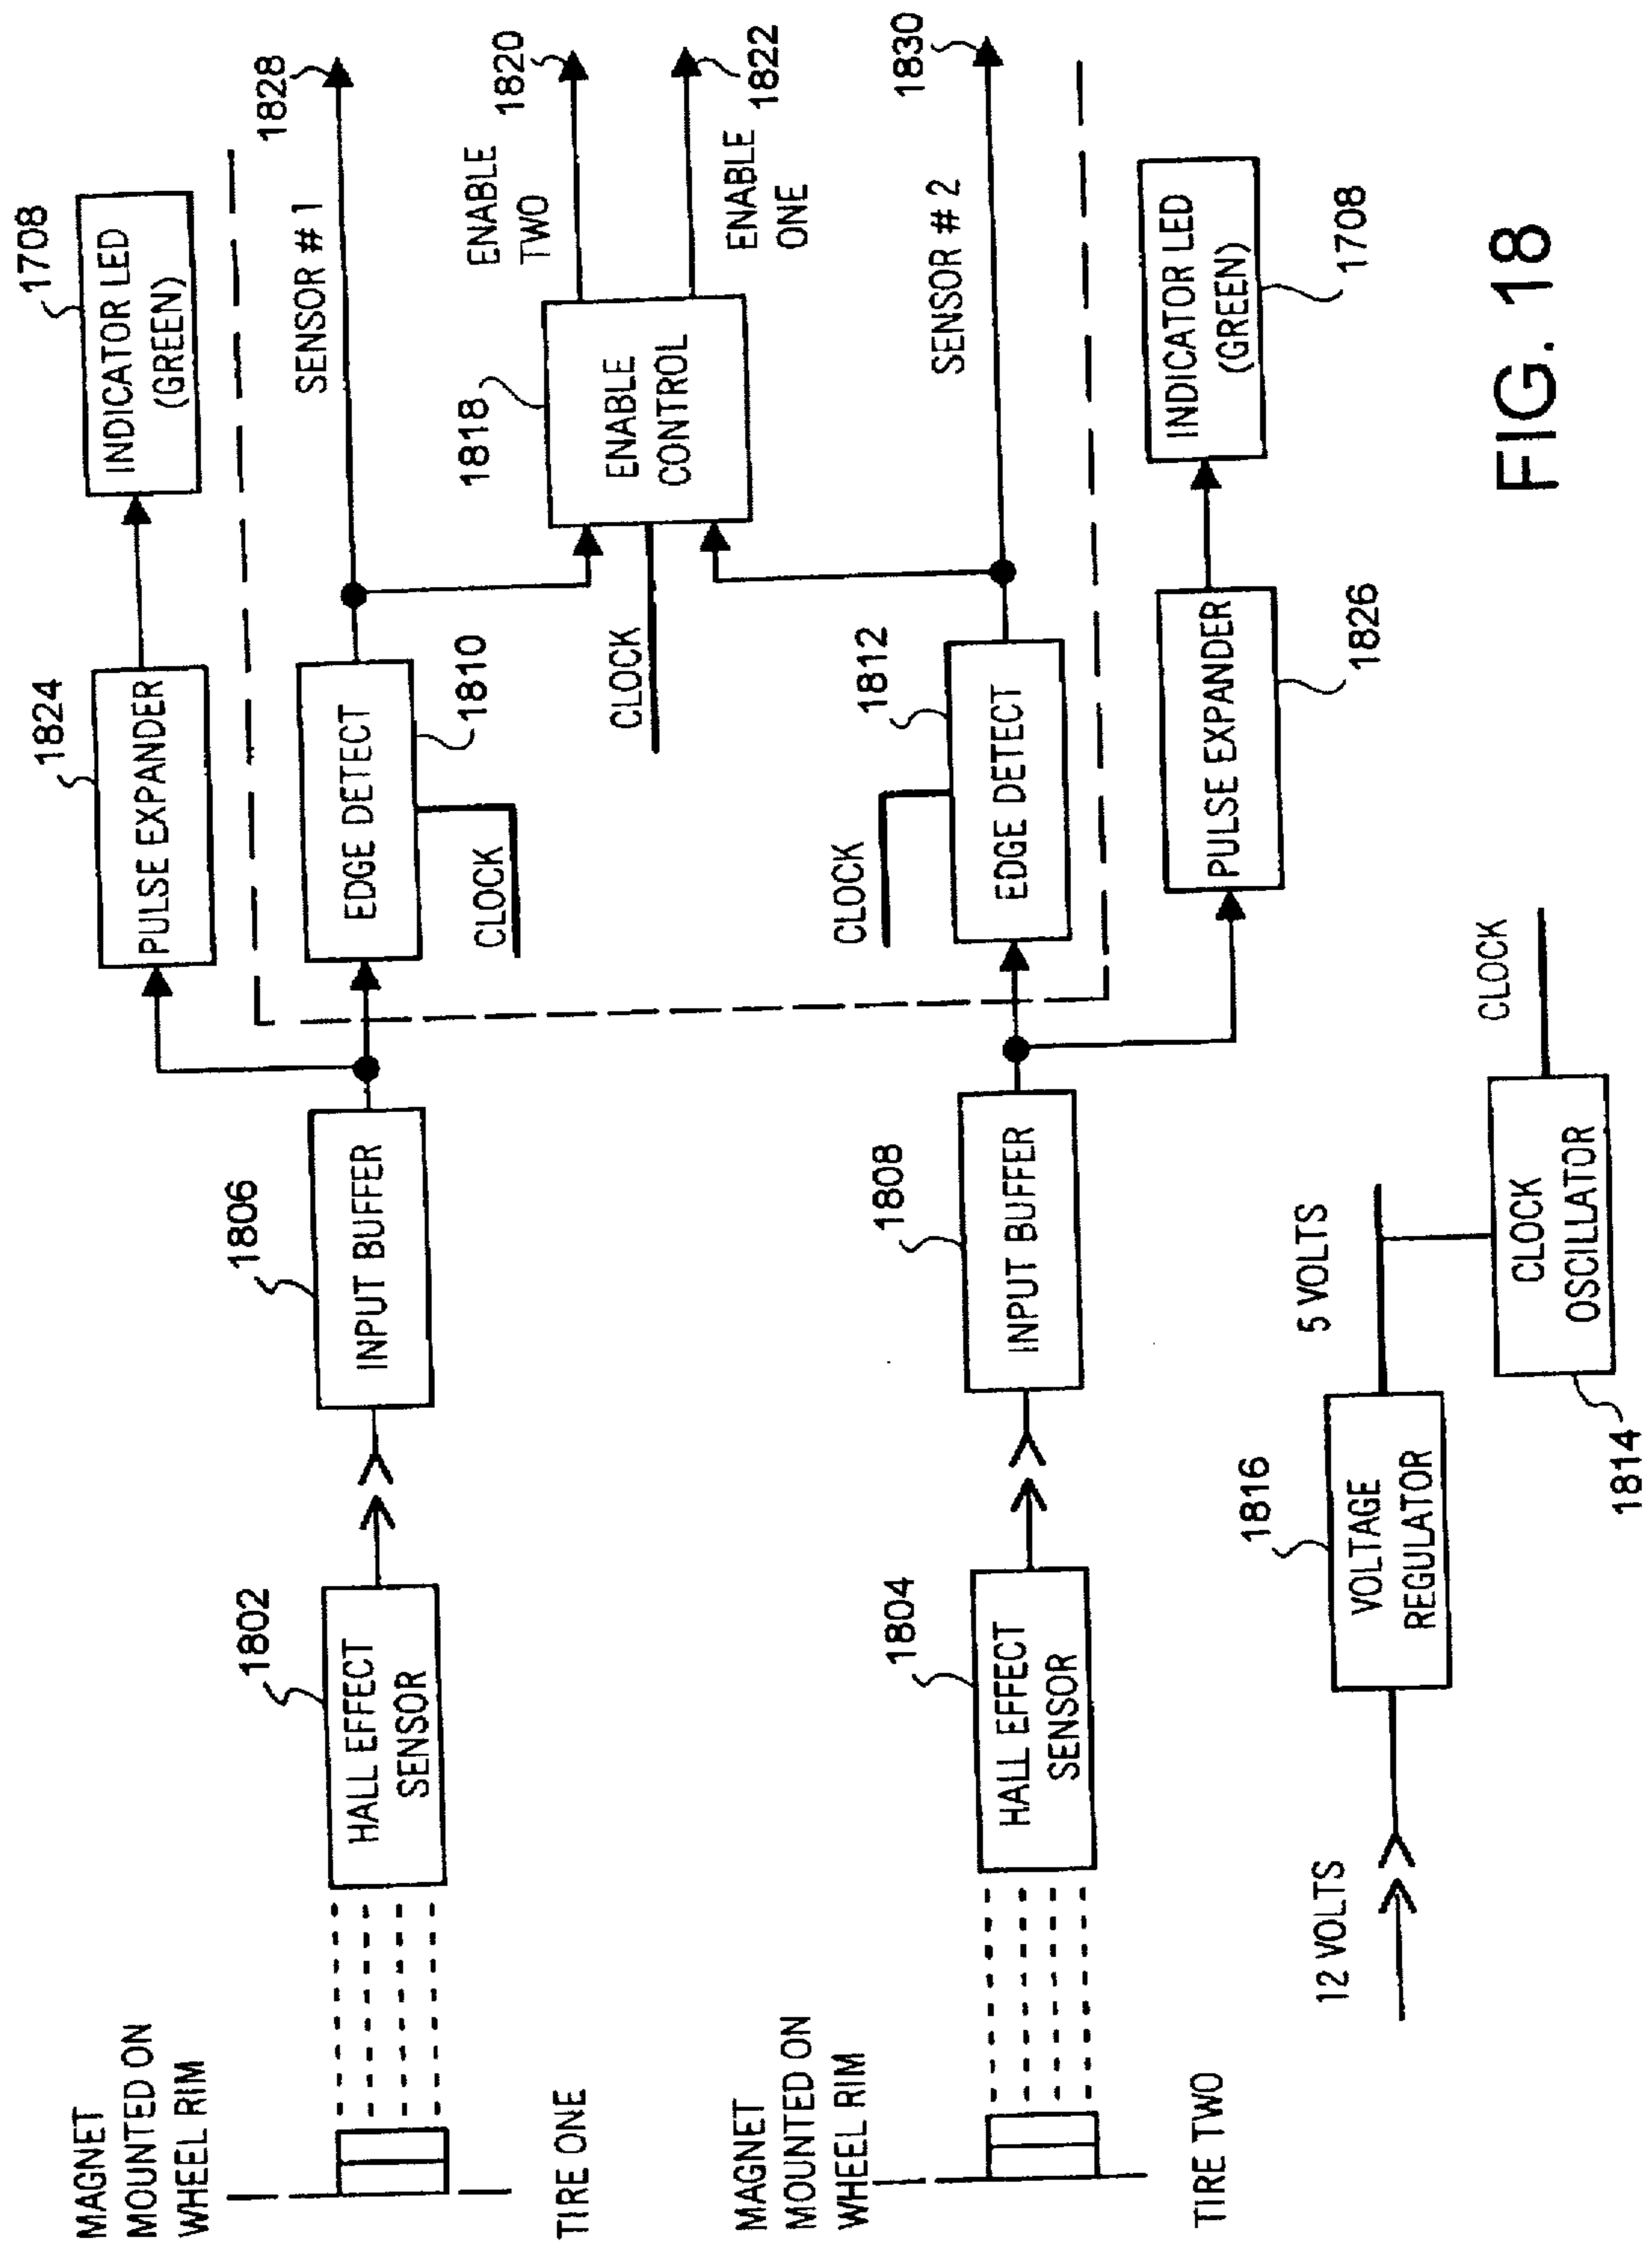 1708
INDICATOR LED
(GREEN)
1824
PULSE EXPANDER
1828
SENSOR # 1
1820
ENABLE
TWO
1822
ENABLE
ONE
1818
ENABLE
CONTROL
CLOCK
EDGE DETECT
1810
CLOCK
1806
INPUT BUFFER
1802
HALL EFFECT
SENSOR
MAGNET
MOUNTED ON
WHEEL RIM
TIRE ONE
1830
SENSOR # 2
1812
EDGE DETECT
CLOCK
1808
INPUT BUFFER
1804
HALL EFFECT
SENSOR
MAGNET
MOUNTED ON
WHEEL RIM
TIRE TWO
INDICATOR LED
(GREEN)
1708
PULSE EXPANDER
1826
12 VOLTS
1816
VOLTAGE
REGULATOR
5 VOLTS
CLOCK
OSCILLATOR
1814
CLOCK
FIG. 18